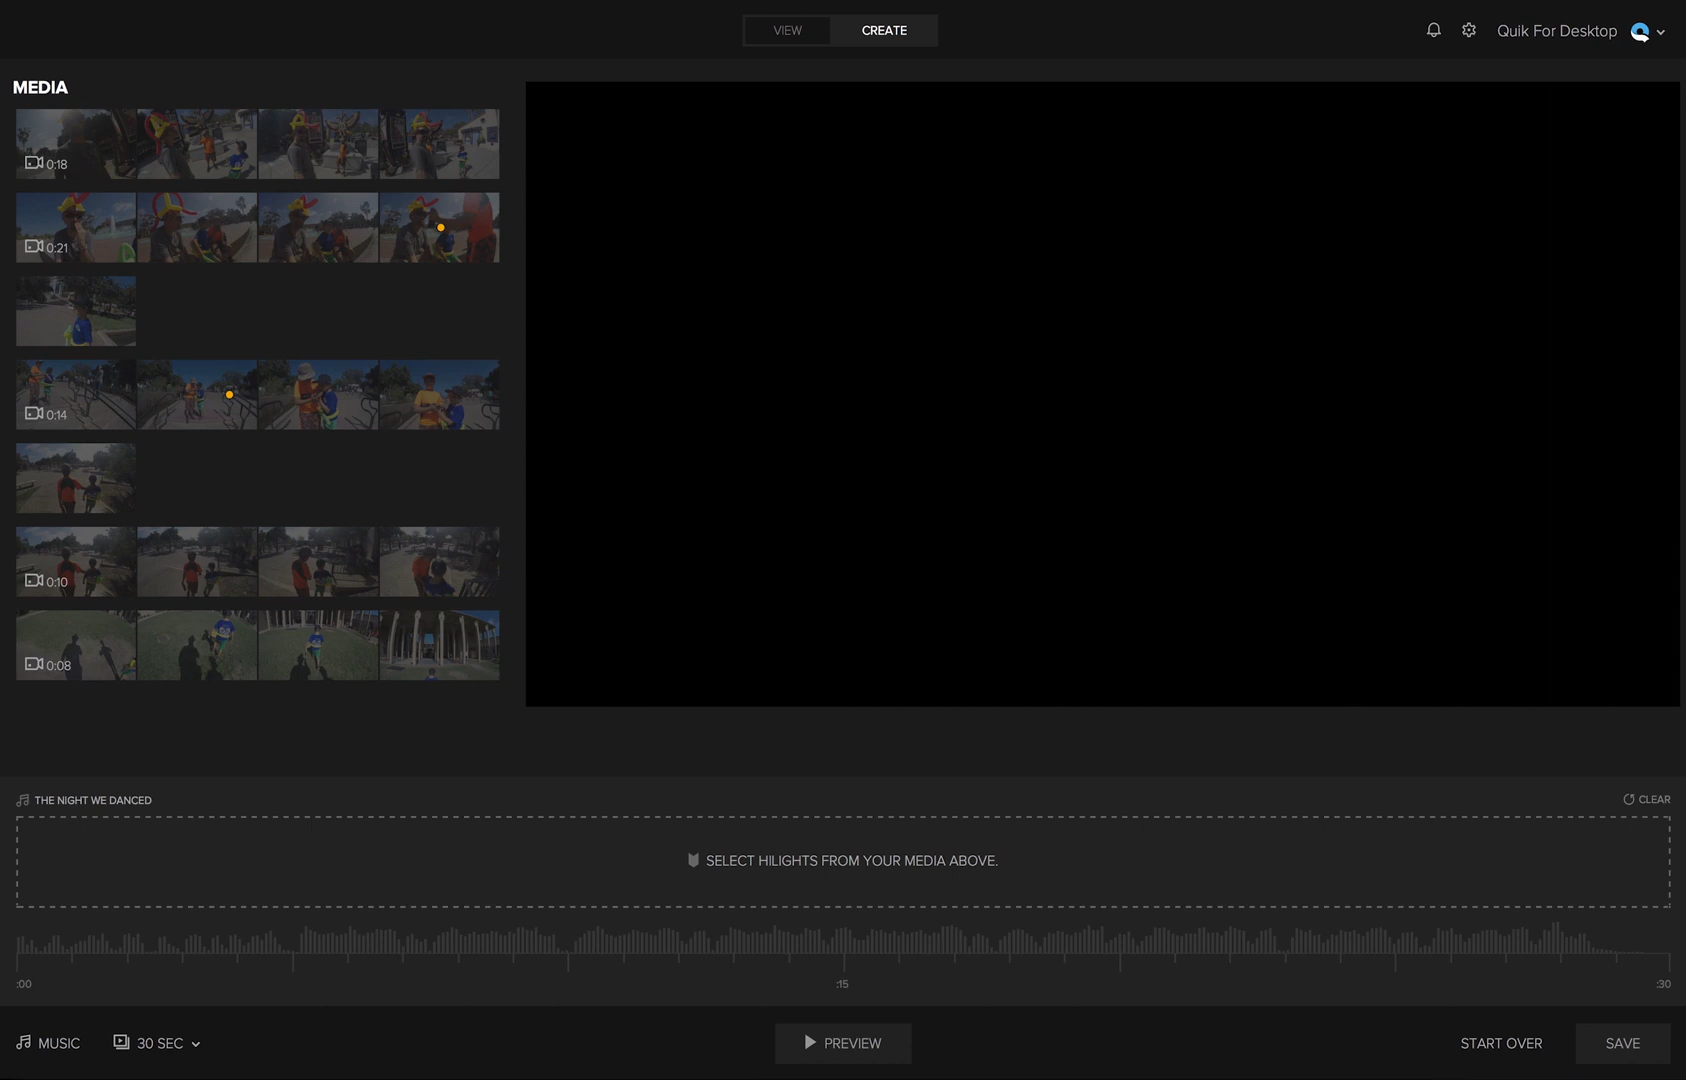 VIEW
CREATE
Quik For Desktop
MEDIA
0:18
0:21
0:14
0:10
0:08
THE NIGHT WE DANCED
CLEAR
SELECT HILIGHTS FROM YOUR MEDIA ABOVE.
:00
:15
:30
MUSIC
30 SEC
PREVIEW
START OVER
SAVE